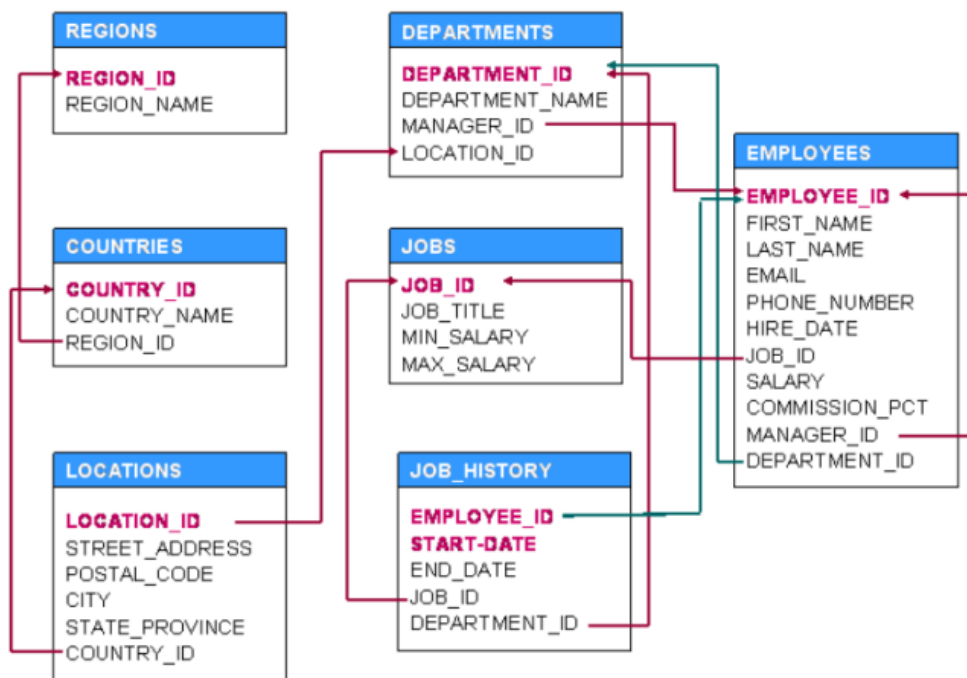 REGIONS
REGION_ID
REGION_NAME
DEPARTMENTS
DEPARTMENT_ID
DEPARTMENT_NAME
MANAGER_ID
LOCATION_ID
EMPLOYEES
EMPLOYEE_ID
FIRST_NAME
LAST_NAME
EMAIL
PHONE_NUMBER
HIRE_DATE
JOB_ID
SALARY
COMMISSION_PCT
MANAGER_ID
DEPARTMENT_ID
COUNTRIES
COUNTRY_ID
COUNTRY_NAME
REGION_ID
JOBS
JOB_ID
JOB_TITLE
MIN_SALARY
MAX_SALARY
LOCATIONS
LOCATION_ID
STREET_ADDRESS
POSTAL_CODE
CITY
STATE_PROVINCE
COUNTRY_ID
JOB_HISTORY
EMPLOYEE_ID
START-DATE
END_DATE
JOB_ID
DEPARTMENT_ID